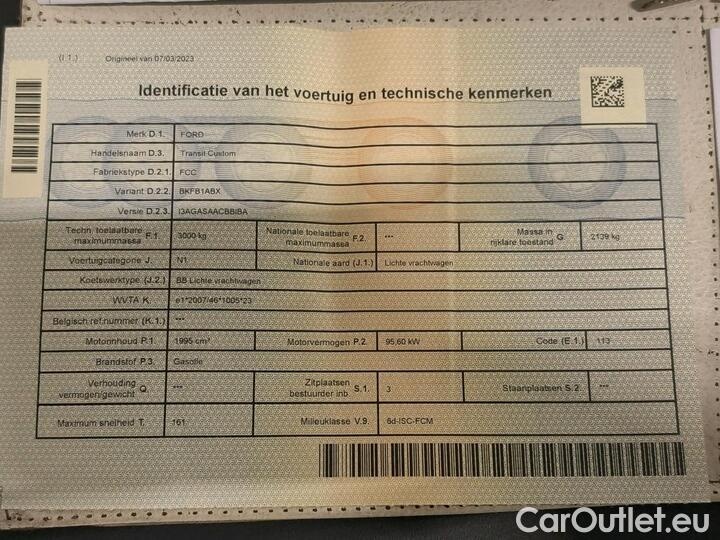 (I 1.) Origineel van 07/03/2023
Identificatie van het voertuig en technische kenmerken
Merk D.1. FORD
Handelsnaam D.3. Transit Custom
Fabriekstype D.2.1. FCC
Variant D.2.2. BKFB1ABX
Versie D.2.3. I3AGASAACBBIBA
Techn. toelaatbare maximummassa F.1. 3000 kg Nationale toelaatbare maximummassa F.2. --- Massa in rijklare toestand G 2139 kg
Voertuigcategorie J. N1 Nationale aard (J.1.) Lichte vrachtwagen
Koetswerktype (J.2.) BB Lichte vrachtwagen
WVTA K. e1*2007/46*1005*23
Belgisch ref.nummer (K.1.) ---
Motorinhoud P.1. 1995 cm³ Motorvermogen P.2. 95,60 kW Code (E.1.) 113
Brandstof P.3. Gasolie
Verhouding vermogen/gewicht Q. --- Zitplaatsen bestuurder inb S.1. 3 Staanplaatsen S.2. ---
Maximum snelheid T. 161 Milieuklasse V.9. 6d-ISC-FCM
CarOutlet.eu